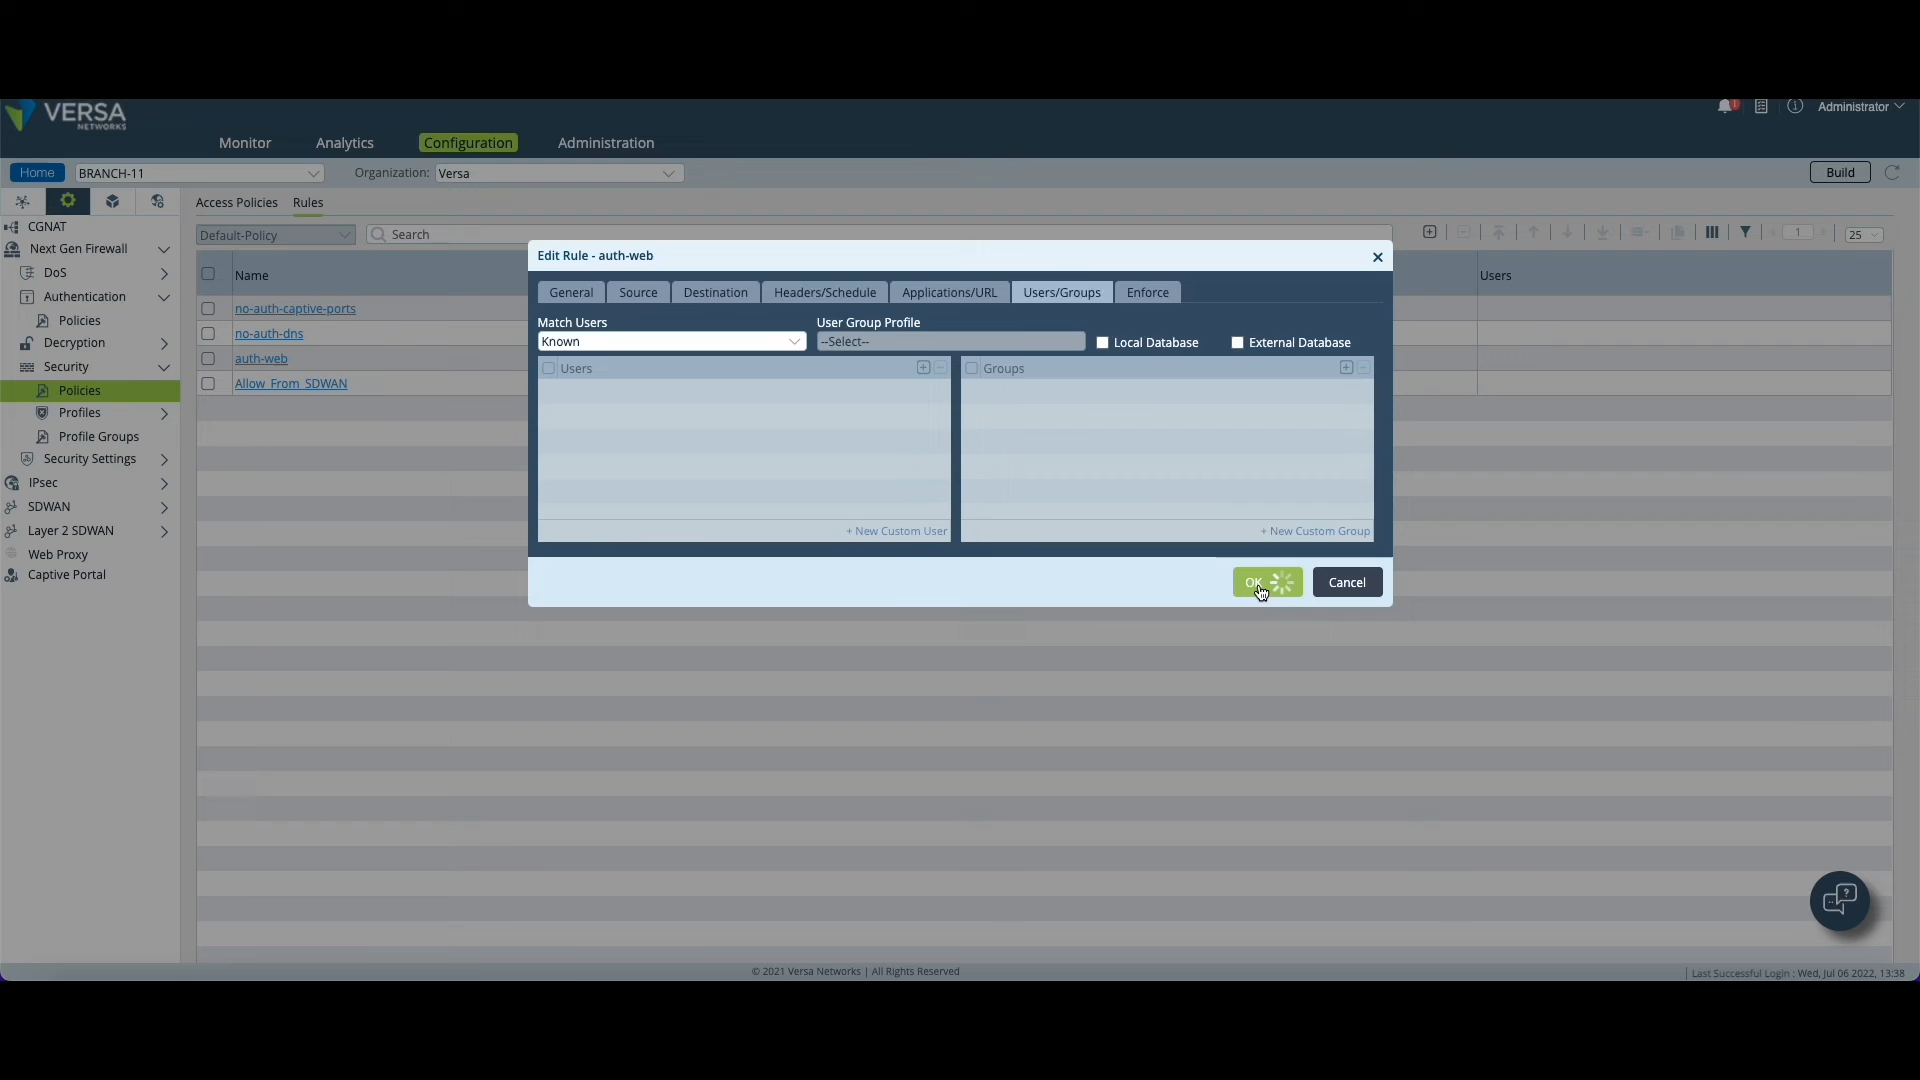 VERSA
NETWORKS
1
Administrator
Monitor
Analytics
Configuration
Administration
Home
BRANCH-11
Organization:
Versa
Build
Access Policies
Rules
CGNAT
Next Gen Firewall
DoS
Authentication
Policies
Decryption
Security
Policies
Profiles
Profile Groups
Security Settings
IPsec
SDWAN
Layer 2 SDWAN
Web Proxy
Captive Portal
Default-Policy
Search
1
25
Name
Users
no-auth-captive-ports
no-auth-dns
auth-web
Allow_From_SDWAN
Edit Rule - auth-web
General
Source
Destination
Headers/Schedule
Applications/URL
Users/Groups
Enforce
Match Users
User Group Profile
Known
--Select--
Local Database
External Database
Users
Groups
+ New Custom User
+ New Custom Group
OK
Cancel
© 2021 Versa Networks | All Rights Reserved
Last Successful Login : Wed, Jul 06 2022, 13:38